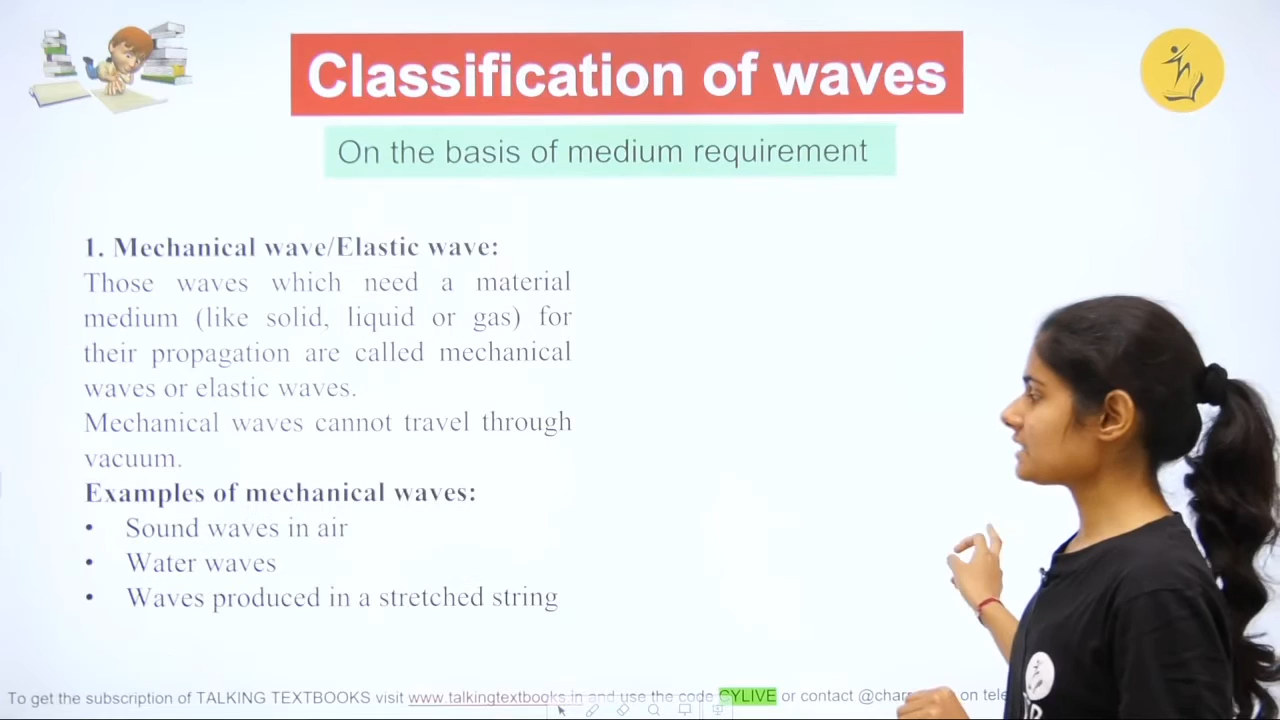 Classification of waves
On the basis of medium requirement
1. Mechanical wave/Elastic wave:
Those waves which need a material
medium (like solid, liquid or gas) for
their propagation are called mechanical
waves or elastic waves.
Mechanical waves cannot travel through
vacuum.
Examples of mechanical waves:
• Sound waves in air
• Water waves
• Waves produced in a stretched string
To get the subscription of TALKING TEXTBOOKS visit www.talkingtextbooks.in and use the code CYLIVE or contact on